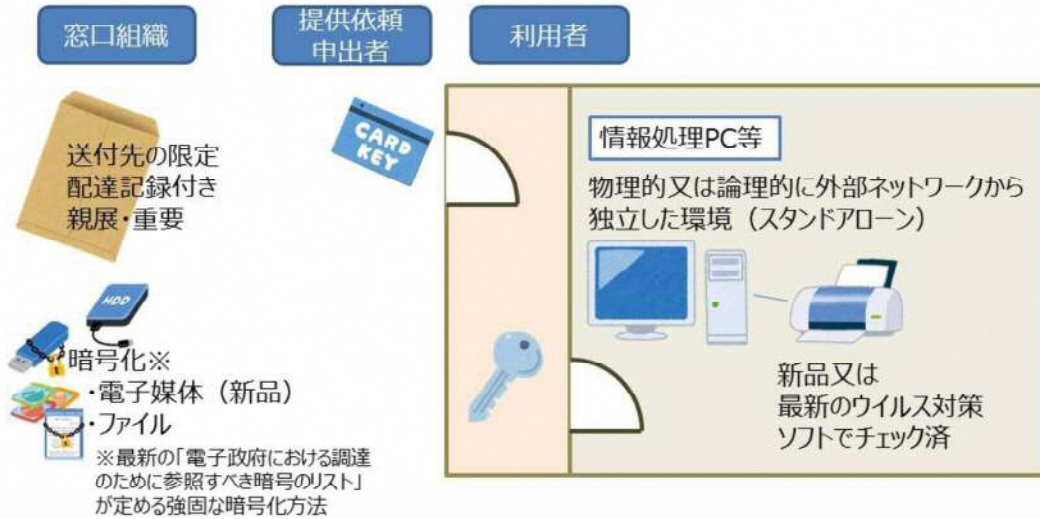 窓口組織
提供依頼
申出者
利用者
送付先の限定
配達記録付き
親展・重要
CARD
KEY
情報処理PC等
物理的又は論理的に外部ネットワークから
独立した環境（スタンドアローン）
HDD
暗号化※
・電子媒体（新品）
・ファイル
※最新の「電子政府における調達
のために参照すべき暗号のリスト」
が定める強固な暗号化方法
新品又は
最新のウイルス対策
ソフトでチェック済